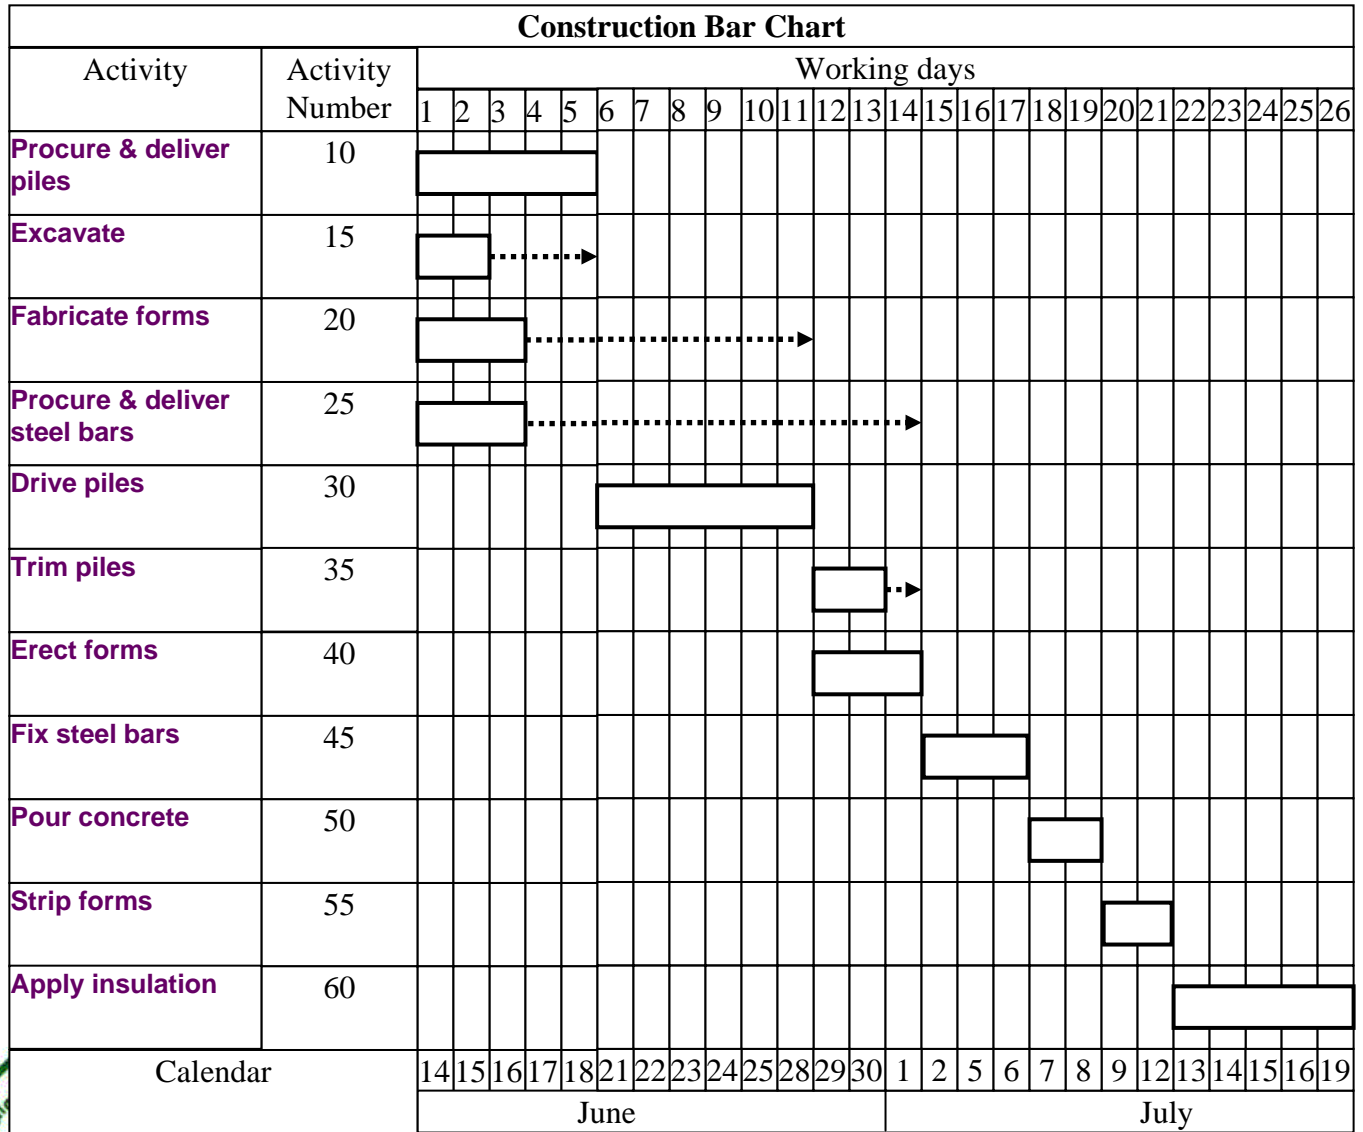 Construction Bar Chart
Activity
Activity Number
Working days
1 2 3 4 5 6 7 8 9 10 11 12 13 14 15 16 17 18 19 20 21 22 23 24 25 26
Procure & deliver
piles
10
Excavate
15
Fabricate forms
20
Procure & deliver
steel bars
25
Drive piles
30
Trim piles
35
Erect forms
40
Fix steel bars
45
Pour concrete
50
Strip forms
55
Apply insulation
60
Calendar
14 15 16 17 18 21 22 23 24 25 28 29 30 1 2 5 6 7 8 9 12 13 14 15 16 19
June
July